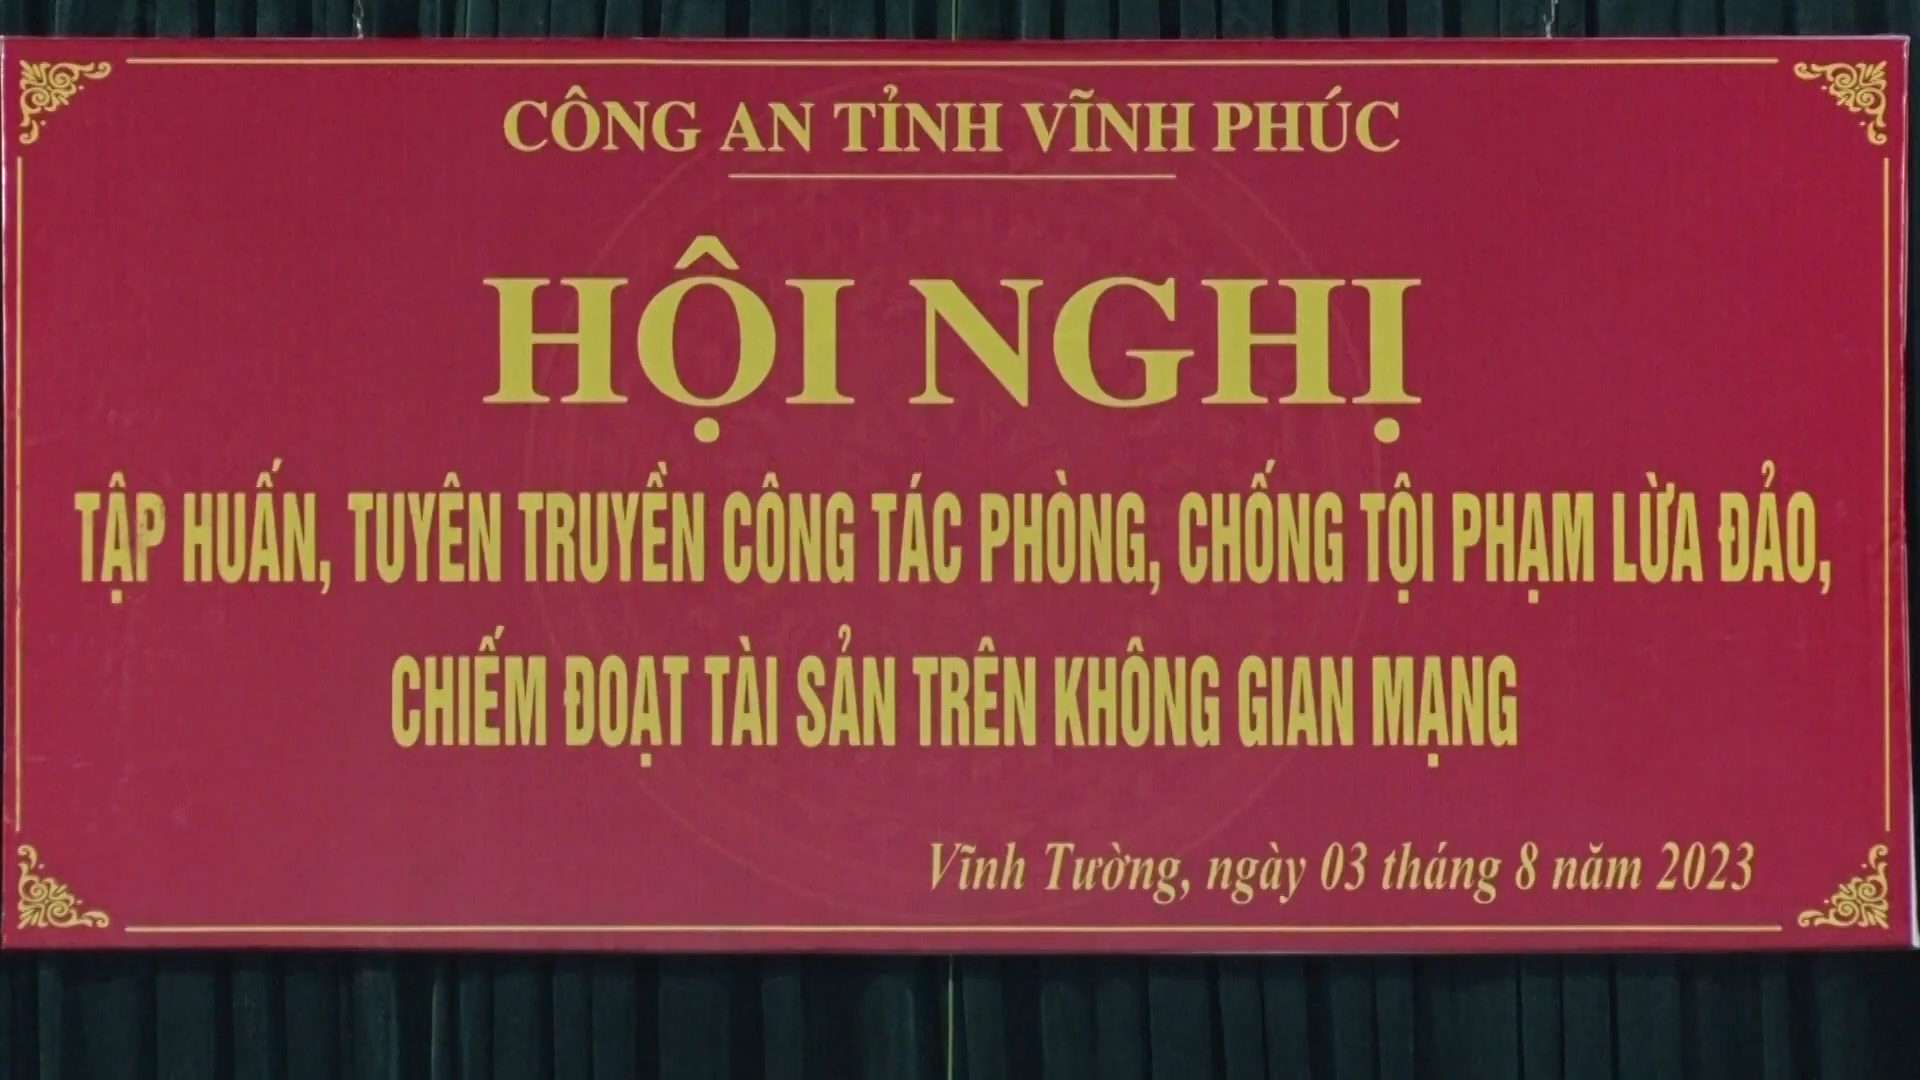 CÔNG AN TỈNH VĨNH PHÚC
HỘI NGHỊ
TẬP HUẤN, TUYÊN TRUYỀN CÔNG TÁC PHÒNG, CHỐNG TỘI PHẠM LỪA ĐẢO,
CHIẾM ĐOẠT TÀI SẢN TRÊN KHÔNG GIAN MẠNG
Vĩnh Tường, ngày 03 tháng 8 năm 2023